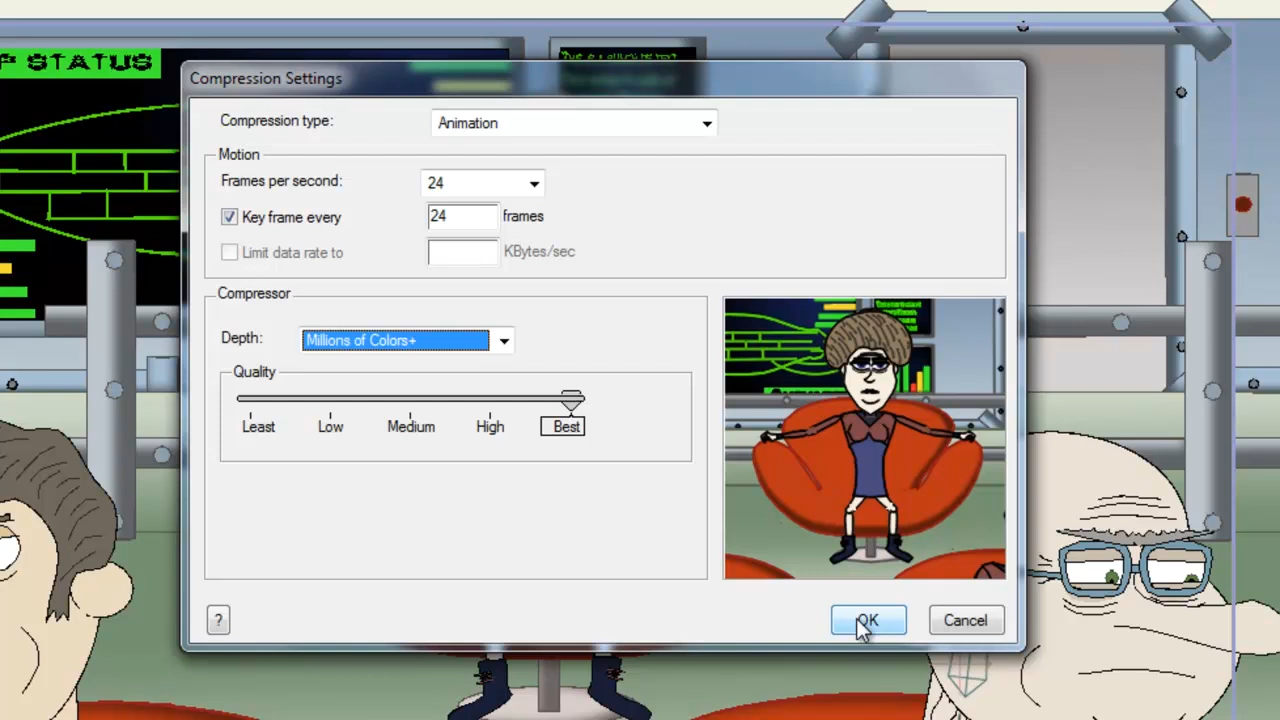 P STATUS
Compression Settings
Compression type: Animation
Motion
Frames per second: 24
Key frame every 24 frames
Limit data rate to KBytes/sec
Compressor
Depth: Millions of Colors+
Quality
Least Low Medium High Best
? OK Cancel